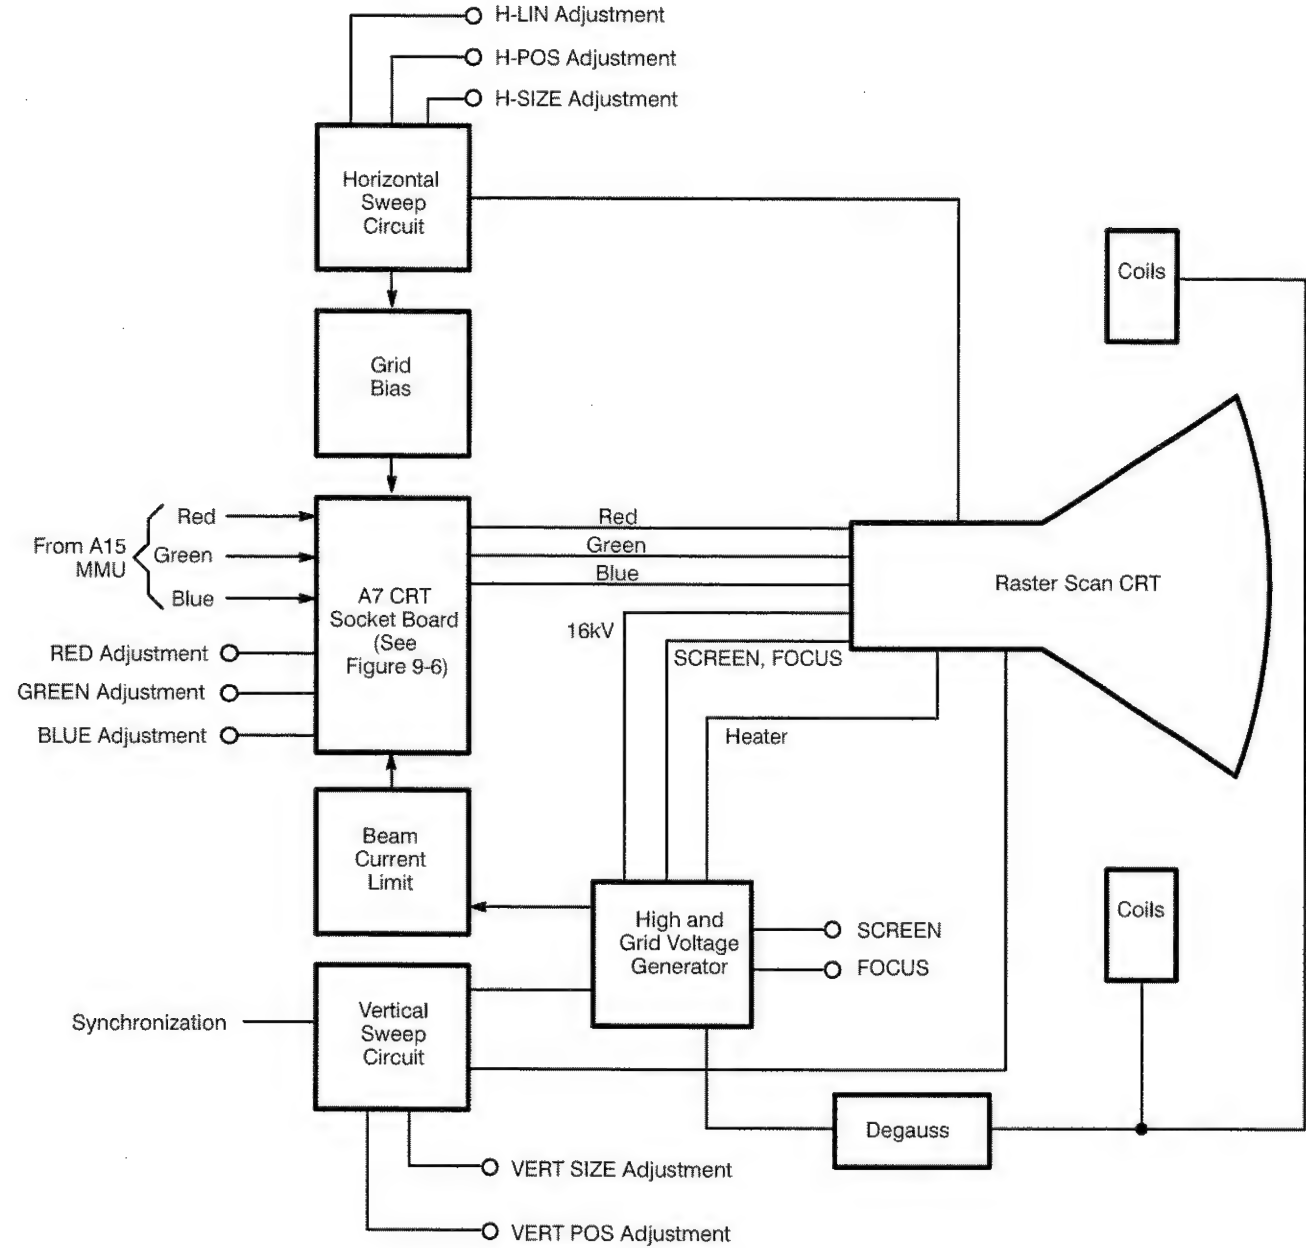 H-LIN Adjustment
H-POS Adjustment
H-SIZE Adjustment
Horizontal
Sweep
Circuit
Coils
Grid
Bias
Red
From A15
MMU
Green
Blue
RED Adjustment
GREEN Adjustment
BLUE Adjustment
A7 CRT
Socket Board
(See
Figure 9-6)
Red
Green
Blue
16kV
SCREEN, FOCUS
Heater
Raster Scan CRT
Beam
Current
Limit
High and
Grid Voltage
Generator
SCREEN
FOCUS
Coils
Synchronization
Vertical
Sweep
Circuit
Degauss
VERT SIZE Adjustment
VERT POS Adjustment